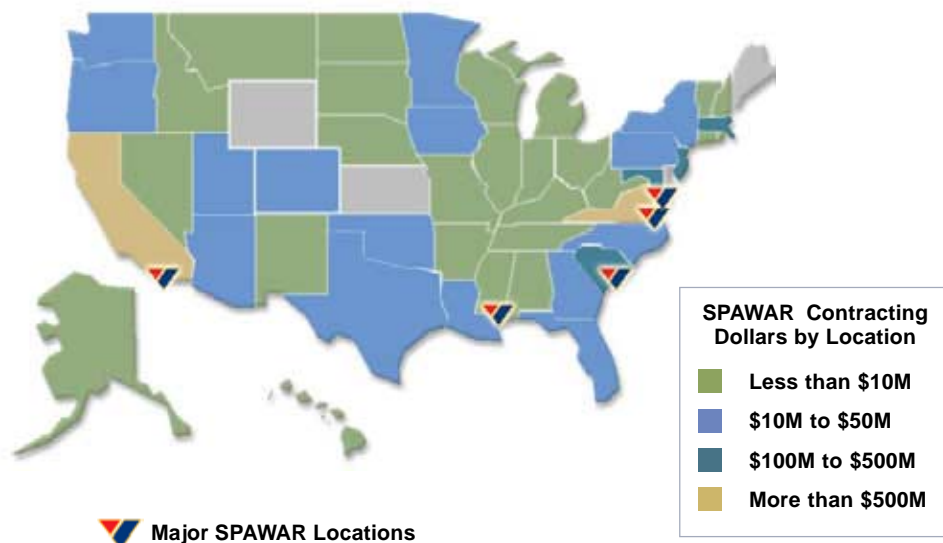 SPAWAR Contracting
Dollars by Location
Less than $10M
$10M to $50M
$100M to $500M
More than $500M
Major SPAWAR Locations